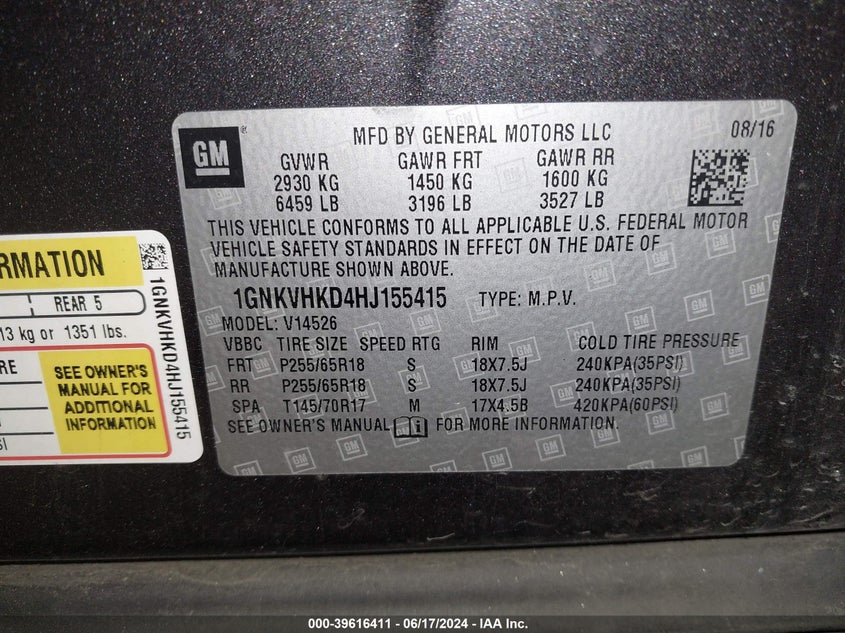 GM
MFD BY GENERAL MOTORS LLC
08/16
GVWR GAWR FRT GAWR RR
2930 KG 1450 KG 1600 KG
6459 LB 3196 LB 3527 LB
THIS VEHICLE CONFORMS TO ALL APPLICABLE U.S. FEDERAL MOTOR
VEHICLE SAFETY STANDARDS IN EFFECT ON THE DATE OF
MANUFACTURE SHOWN ABOVE.
1GNKVHKD4HJ155415 TYPE: M.P.V.
MODEL: V14526
VBBC TIRE SIZE SPEED RTG RIM COLD TIRE PRESSURE
FRT P255/65R18 S 18X7.5J 240KPA(35PSI)
RR P255/65R18 S 18X7.5J 240KPA(35PSI)
SPA T145/70R17 M 17X4.5B 420KPA(60PSI)
SEE OWNER'S MANUAL FOR MORE INFORMATION.
RMATION
REAR 5
13 kg or 1351 lbs.
RE
SEE OWNER'S
MANUAL FOR
ADDITIONAL
INFORMATION
SI
1GNKVHKD4HJ155415
000-39616411 - 06/17/2024 - IAA Inc.